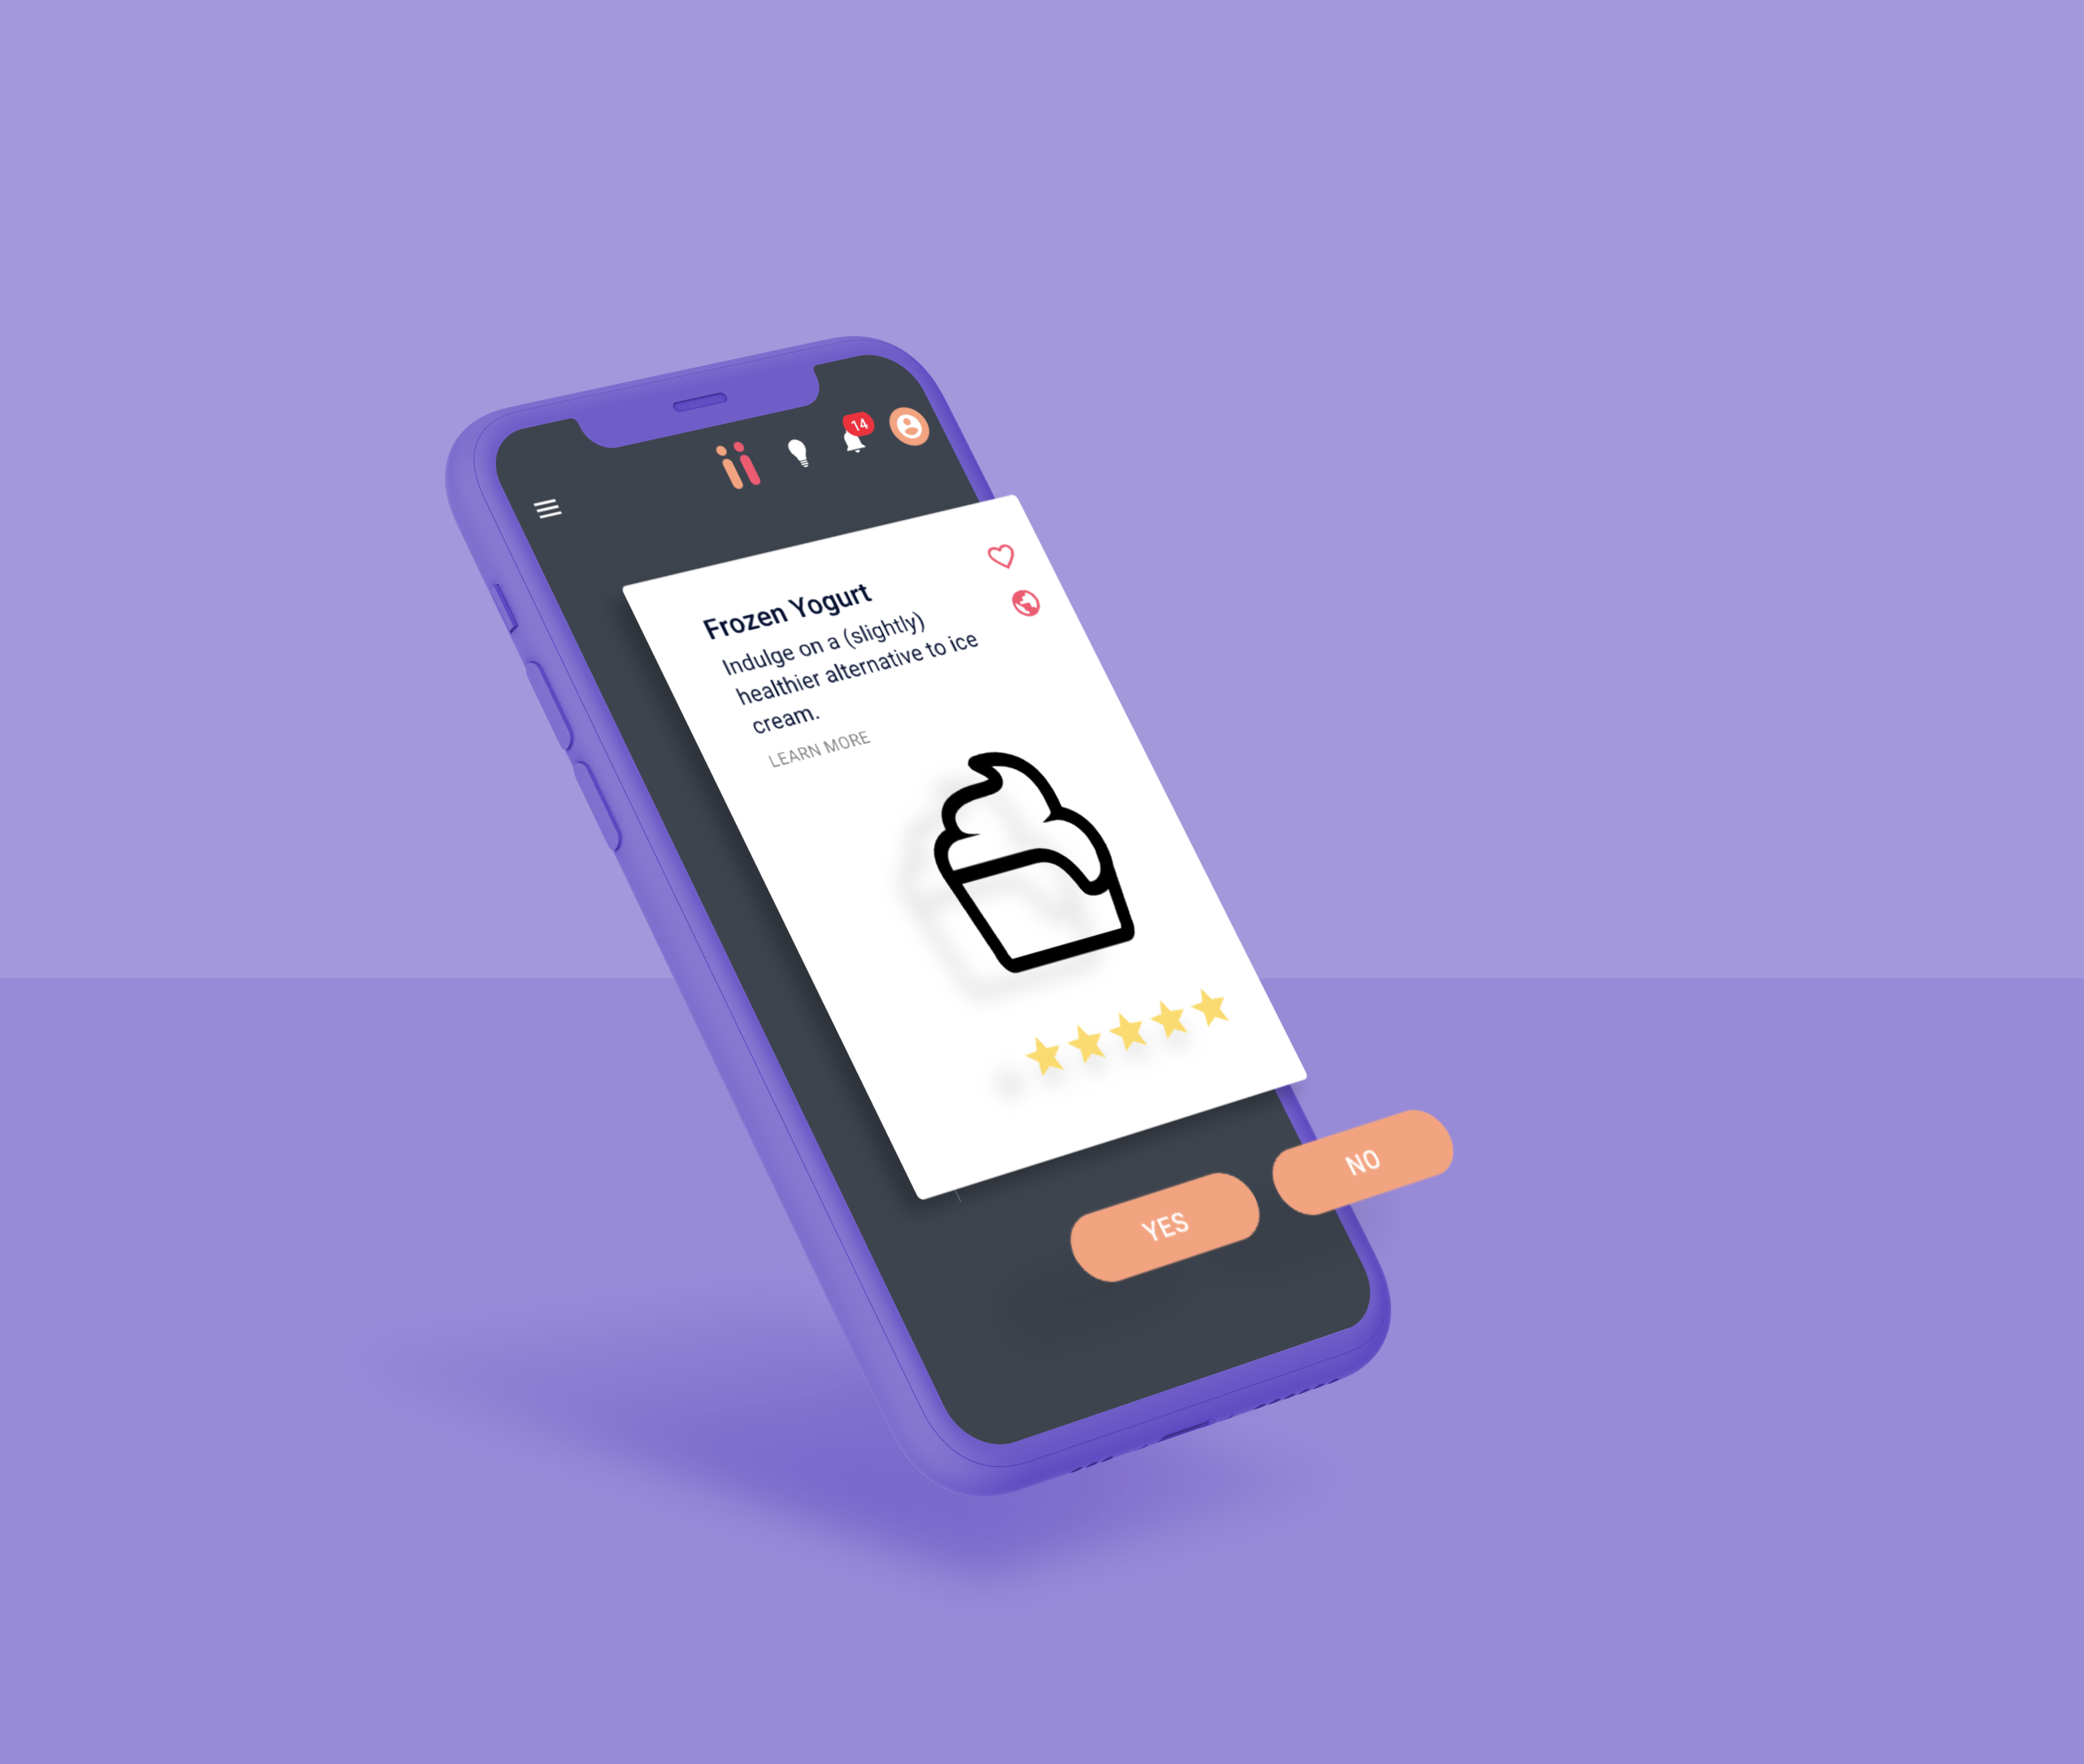 14
Frozen Yogurt
Indulge on a (slightly)
healthier alternative to ice
cream.
LEARN MORE
YES
NO